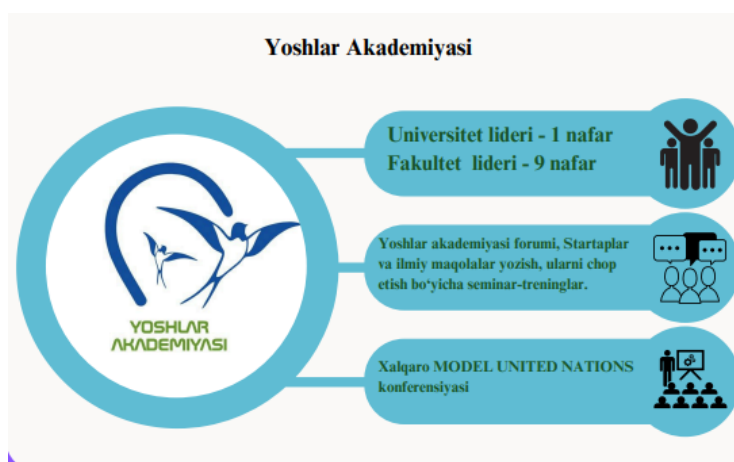 Yoshlar Akademiyasi
YOSHLAR
AKADEMIYASI
Universitet lideri - 1 nafar
Fakultet lideri - 9 nafar
Yoshlar akademiyasi forumi, Startaplar
va ilmiy maqolalar yozish, ularni chop
etish bo‘yicha seminar-treninglar.
Xalqaro MODEL UNITED NATIONS
konferensiyasi